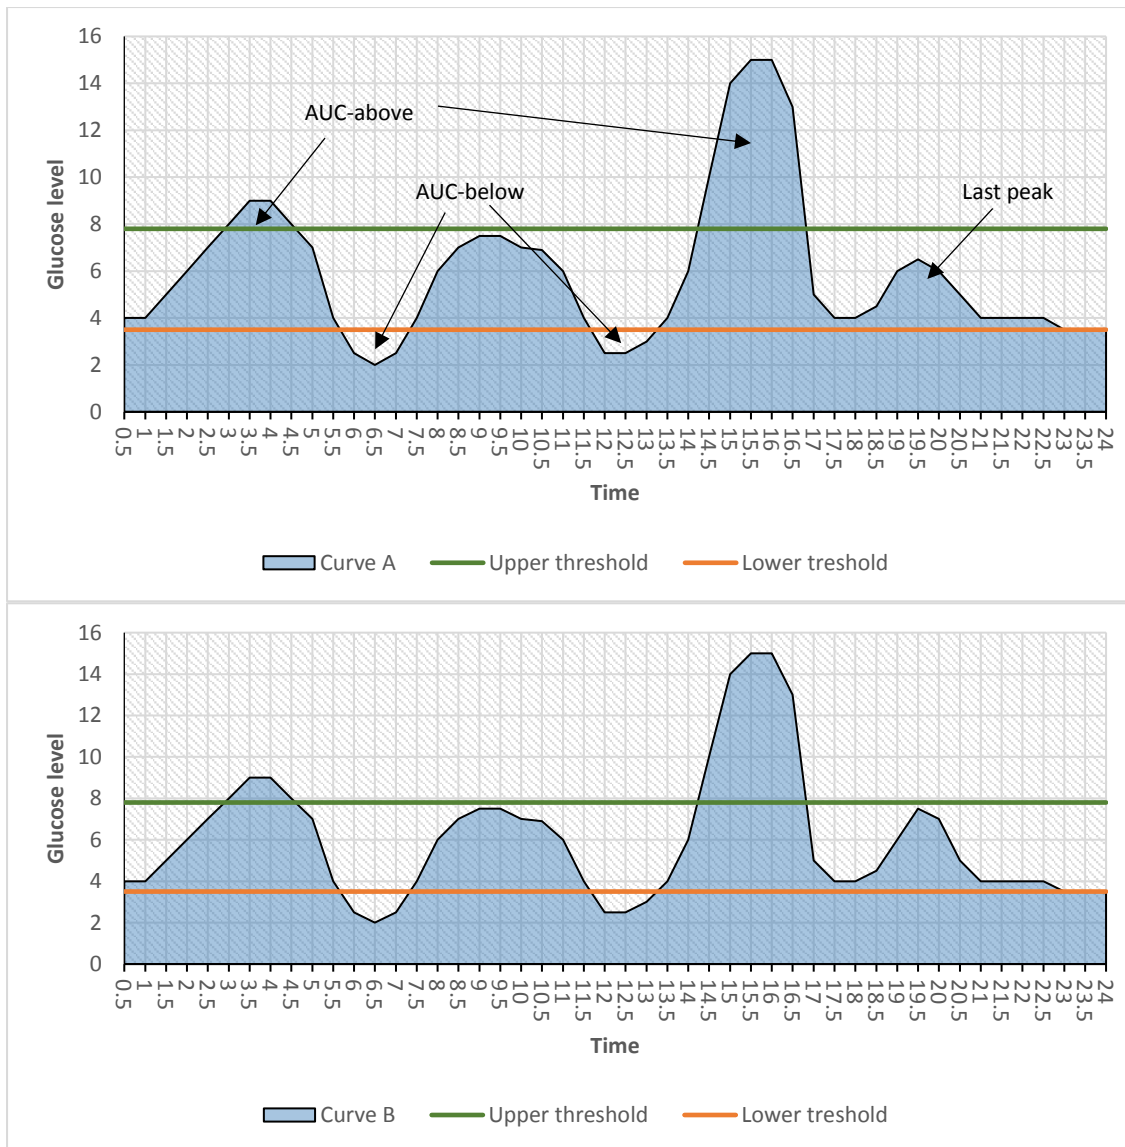 16
14
12
10
8
6
4
2
0
Glucose level
AUC-above
AUC-below
Last peak
0.5 1 1.5 2 2.5 3 3.5 4 4.5 5 5.5 6 6.5 7 7.5 8 8.5 9 9.5 10 10.5 11 11.5 12 12.5 13 13.5 14 14.5 15 15.5 16 16.5 17 17.5 18 18.5 19 19.5 20 20.5 21 21.5 22 22.5 23 23.5 24
Time
Curve A Upper threshold Lower treshold
16
14
12
10
8
6
4
2
0
Glucose level
0.5 1 1.5 2 2.5 3 3.5 4 4.5 5 5.5 6 6.5 7 7.5 8 8.5 9 9.5 10 10.5 11 11.5 12 12.5 13 13.5 14 14.5 15 15.5 16 16.5 17 17.5 18 18.5 19 19.5 20 20.5 21 21.5 22 22.5 23 23.5 24
Time
Curve B Upper threshold Lower treshold